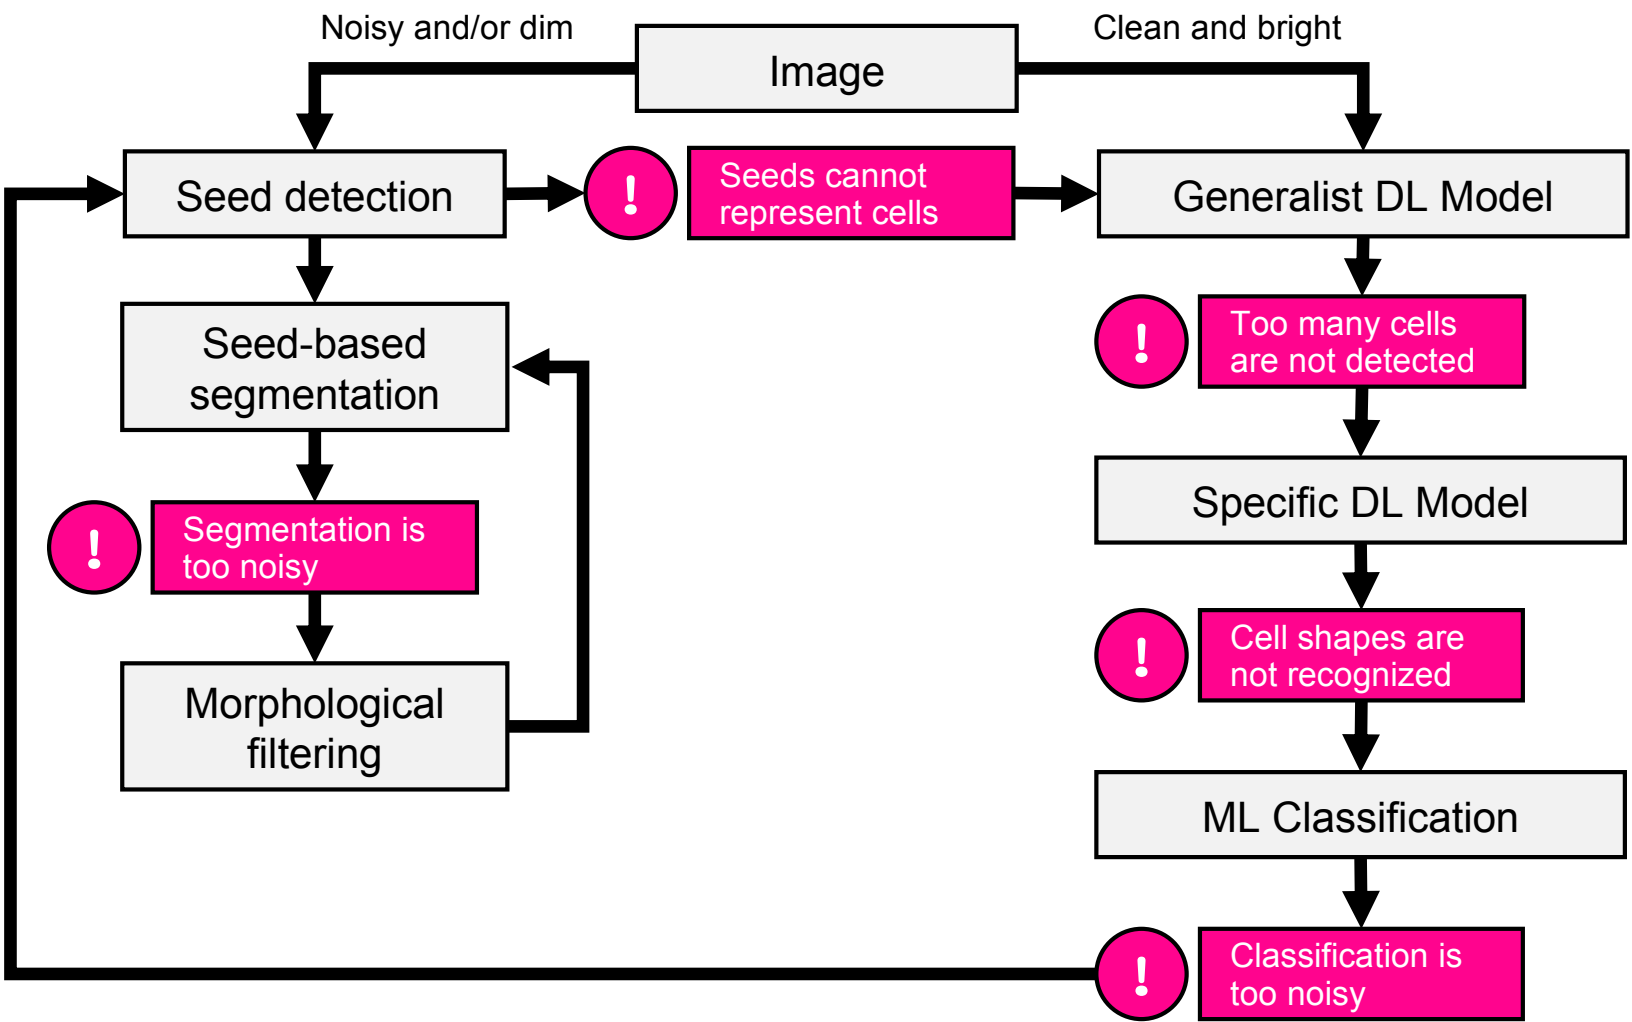 Noisy and/or dim
Clean and bright
Image
Seed detection
!
Seeds cannot
represent cells
Generalist DL Model
Seed-based
segmentation
!
Too many cells
are not detected
Specific DL Model
!
Segmentation is
too noisy
!
Cell shapes are
not recognized
Morphological
filtering
ML Classification
!
Classification is
too noisy